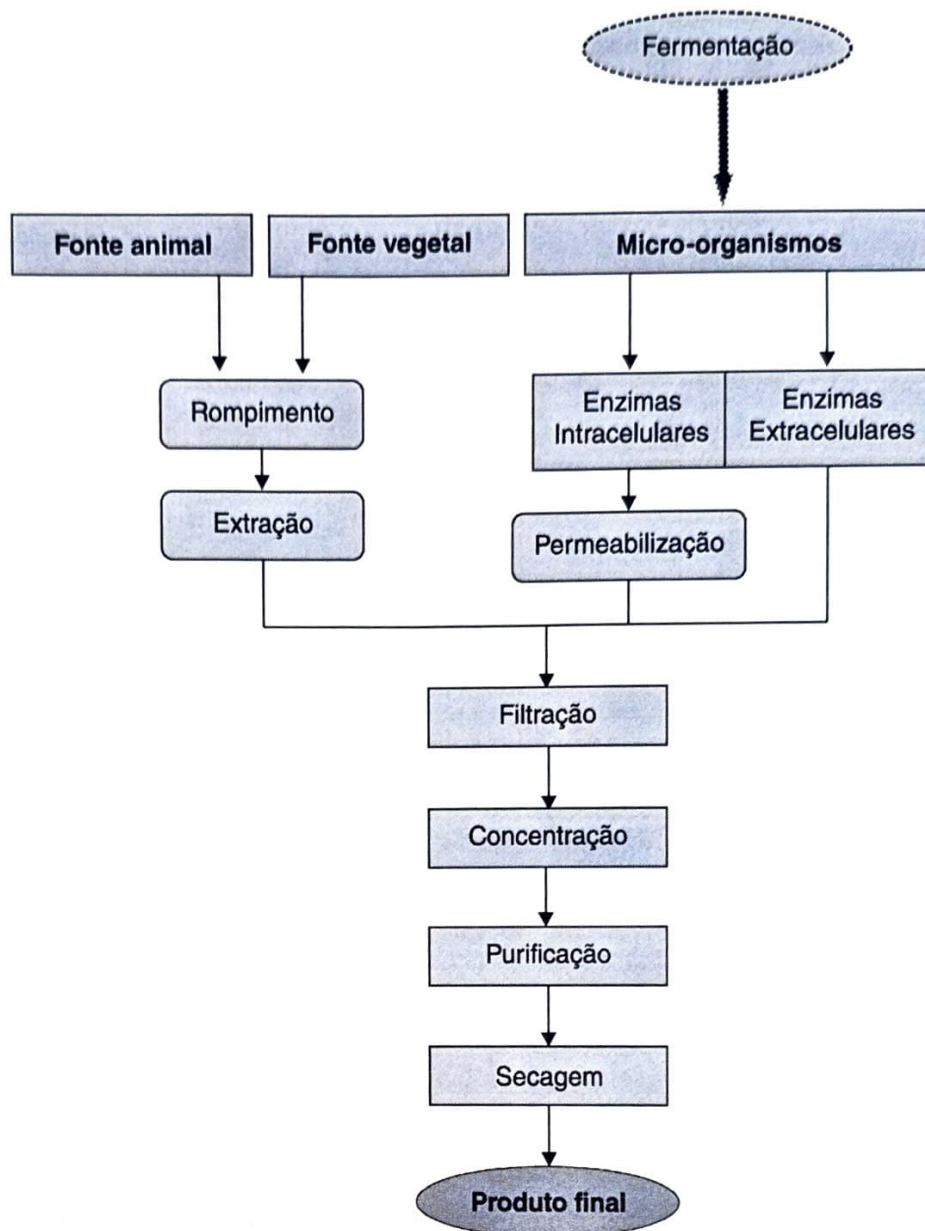 Fermentação
Fonte animal
Fonte vegetal
Micro-organismos
Rompimento
Enzimas
Intracelulares
Enzimas
Extracelulares
Extração
Permeabilização
Filtração
Concentração
Purificação
Secagem
Produto final